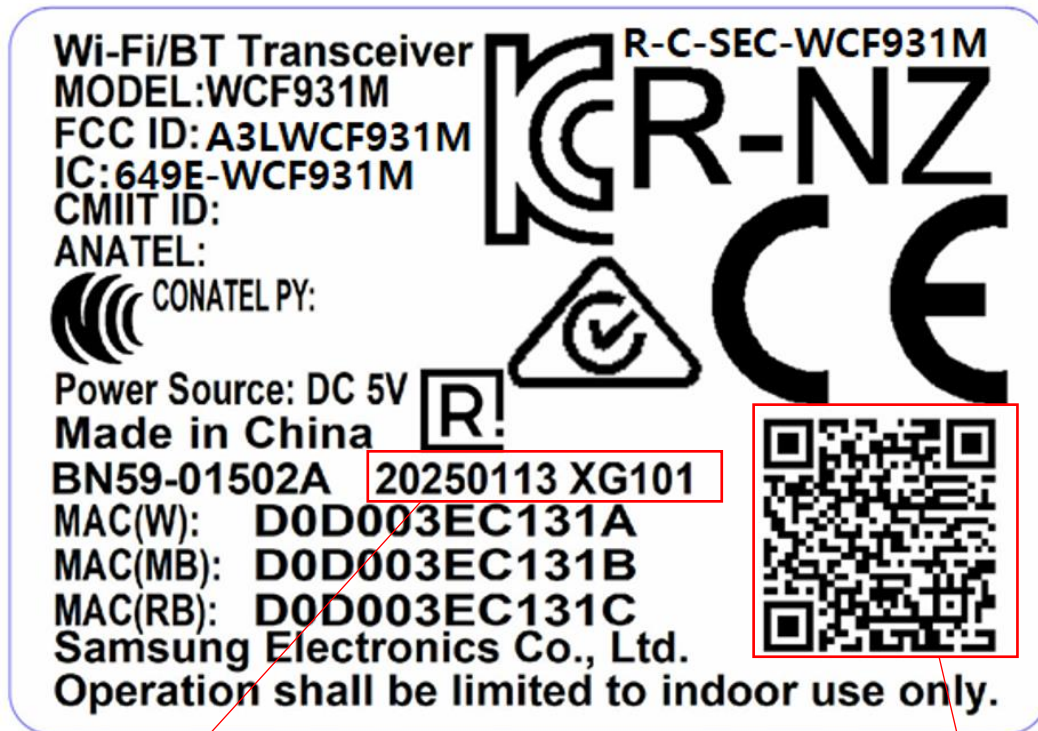 Wi-Fi/BT Transceiver
R-C-SEC-WCF931M
MODEL:WCF931M
R-NZ
FCC ID: A3LWCF931M
IC:649E-WCF931M
CMIIT ID:
ANATEL:
CONATEL PY:
CE
Power Source: DC 5V
R!
Made in China
BN59-01502A 20250113 XG101
MAC(W): D0D003EC131A
MAC(MB): D0D003EC131B
MAC(RB): D0D003EC131C
Samsung Electronics Co., Ltd.
Operation shall be limited to indoor use only.